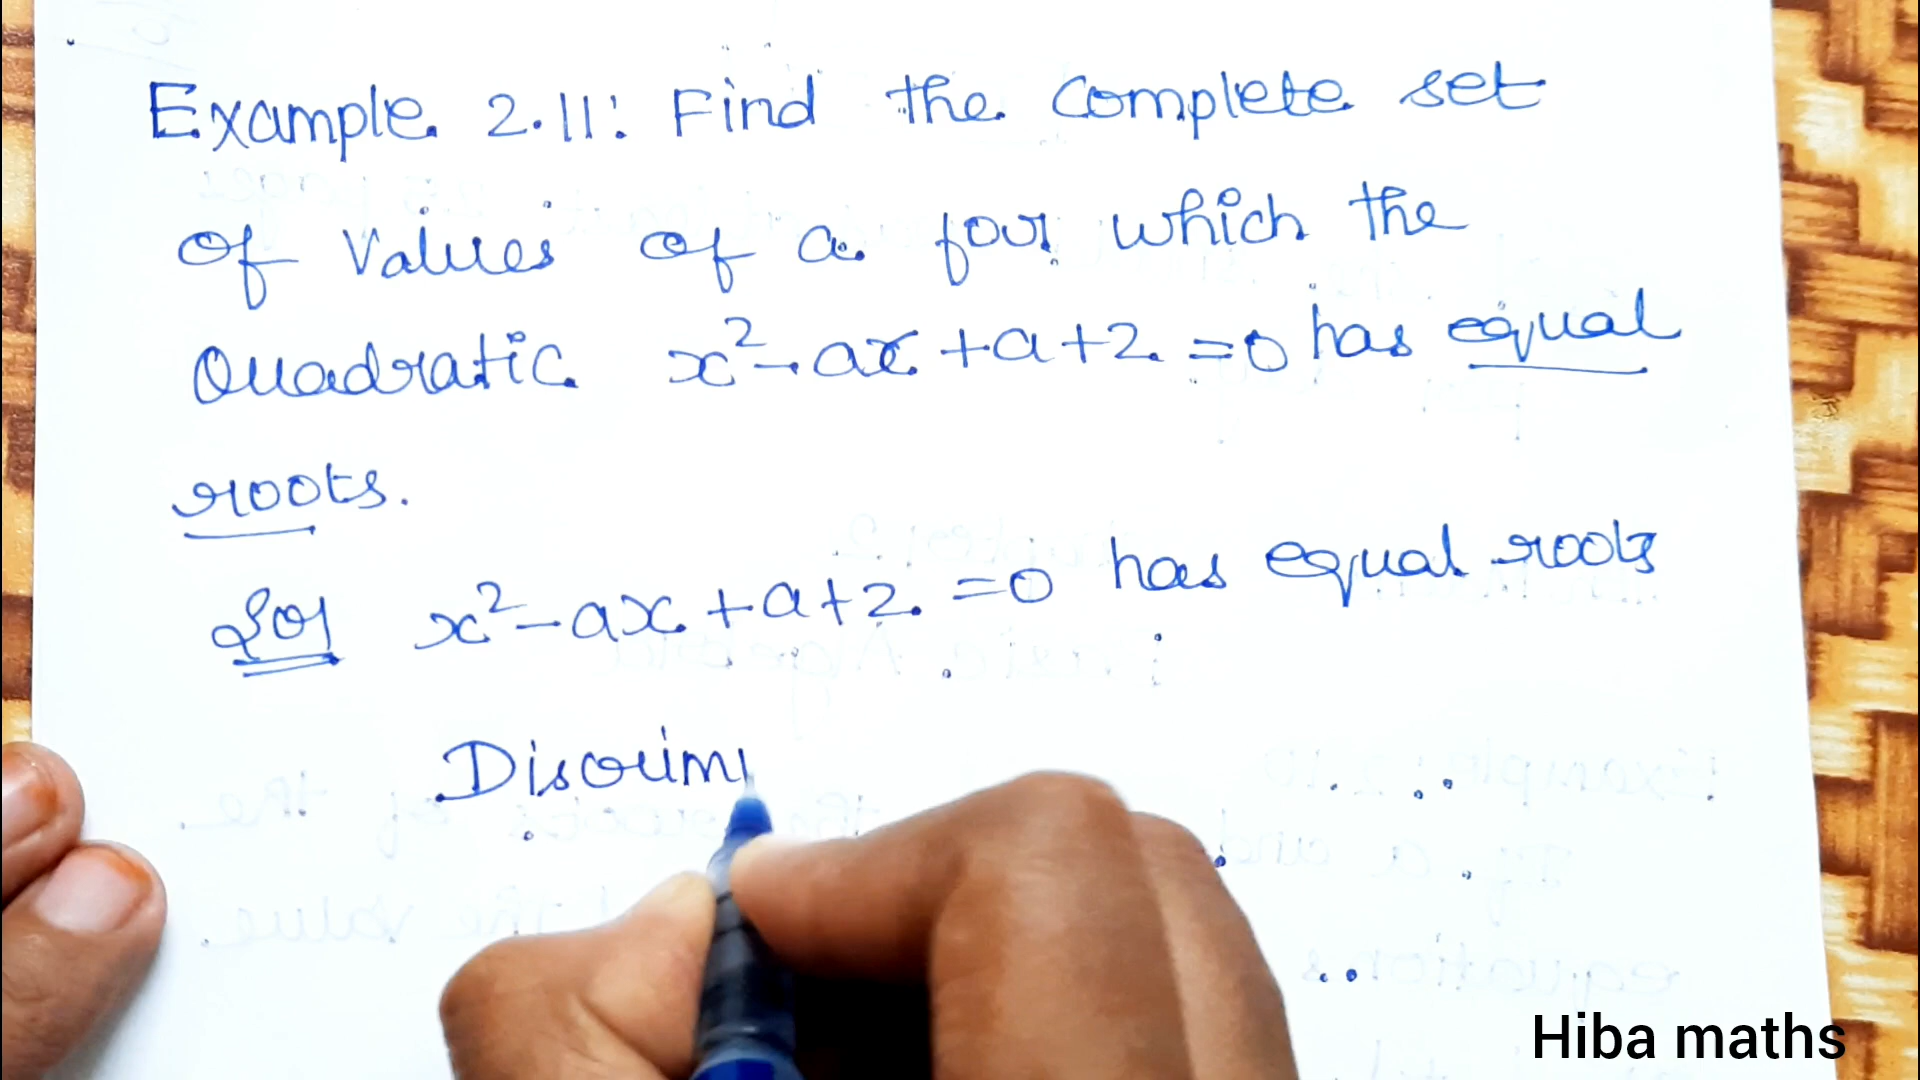 Example 2.11: Find the complete set
of Values of a for which the
Quadratic x²-ax+a+2=0 has equal
roots.
Sol x²-ax+a+2=0 has equal roots
Discrim
Hiba maths